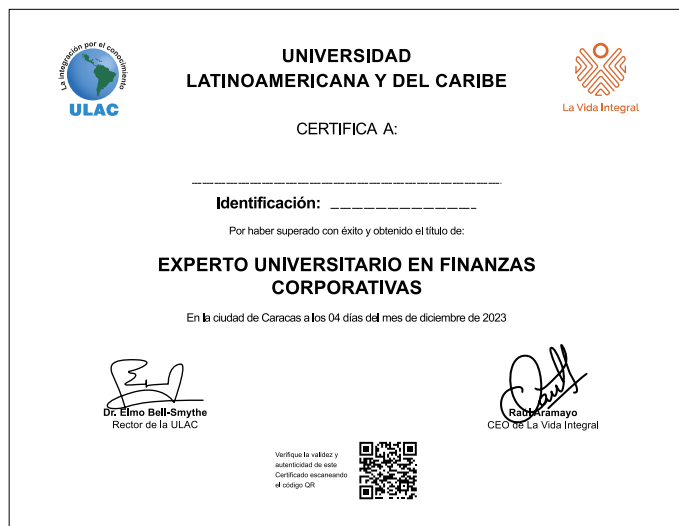 La integración por el conocimiento
ULAC
UNIVERSIDAD
LATINOAMERICANA Y DEL CARIBE
La Vida Integral
CERTIFICA A:
Identificación:
Por haber superado con éxito y obtenido el título de:
EXPERTO UNIVERSITARIO EN FINANZAS
CORPORATIVAS
En la ciudad de Caracas a los 04 días del mes de diciembre de 2023
Dr. Elmo Bell-Smythe
Rector de la ULAC
Raúl Aramayo
CEO de La Vida Integral
Verifique la validez y
autenticidad de este
Certificado escaneando
el código QR